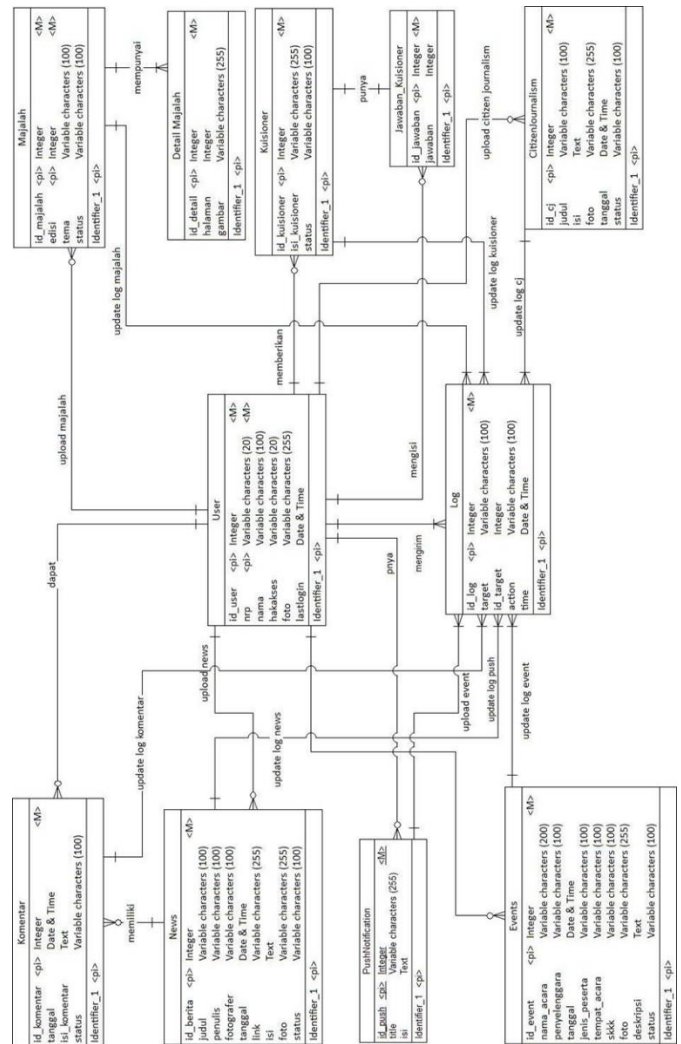 Komentar
id_komentar <pi> Integer <M>
tanggal Date & Time
isi_komentar Text
status Variable characters (100)
Identifier_1 <pi>
dapat
upload majalah
Majalah
id_majalah <pi> Integer <M>
edisi <pi> Integer <M>
tema Variable characters (100)
status Variable characters (100)
Identifier_1 <pi>
memiliki
update log komentar
update log majalah
mempunyai
News
id_berita <pi> Integer <M>
judul Variable characters (100)
penulis Variable characters (100)
fotografer Variable characters (100)
tanggal Date & Time
link Variable characters (255)
isi Text
foto Variable characters (255)
status Variable characters (100)
Identifier_1 <pi>
upload news
update log news
User
id_user <pi> Integer <M>
nrp <pi> Variable characters (20) <M>
nama Variable characters (100)
hakakses Variable characters (20)
foto Variable characters (255)
lastlogin Date & Time
Identifier_1 <pi>
Detail Majalah
id_detail <pi> Integer <M>
halaman Integer
gambar Variable characters (255)
Identifier_1 <pi>
memberikan
Kuisioner
id_kuisioner <pi> Integer <M>
isi_kuisioner Variable characters (255)
status Variable characters (100)
Identifier_1 <pi>
punya
PushNotification
id_push <pi> Integer <M>
title Variable characters (255)
isi Text
Identifier_1 <pi>
pnya
mengirim
mengisi
Jawaban_Kuisioner
id_jawaban <pi> Integer <M>
jawaban Integer
Identifier_1 <pi>
upload event
update log push
update log event
Log
id_log <pi> Integer <M>
target Variable characters (100)
id_target Integer
action Variable characters (100)
time Date & Time
Identifier_1 <pi>
update log kuisioner
update log cj
upload citizen journalism
Events
id_event <pi> Integer <M>
nama_acara Variable characters (200)
penyelenggara Variable characters (100)
tanggal Date & Time
jenis_peserta Variable characters (100)
tempat_acara Variable characters (100)
skkk Variable characters (100)
foto Variable characters (255)
deskripsi Text
status Variable characters (100)
Identifier_1 <pi>
CitizenJournalism
id_cj <pi> Integer <M>
judul Variable characters (100)
isi Text
foto Variable characters (255)
tanggal Date & Time
status Variable characters (100)
Identifier_1 <pi>